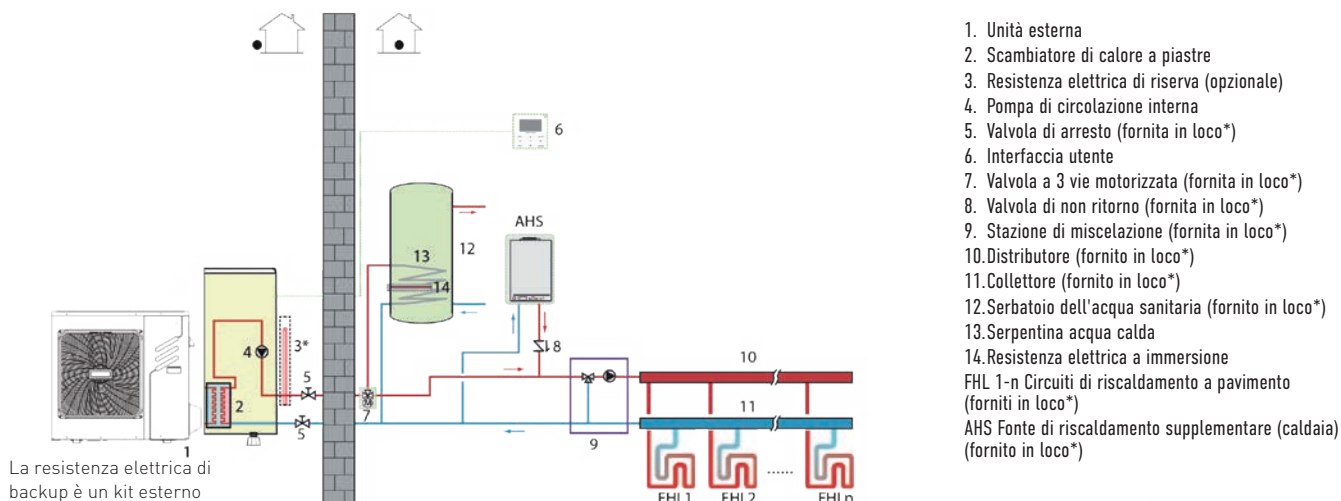 6
AHS
13
12
14
4
3*
5
8
10
2
7
11
5
9
1
La resistenza elettrica di
backup è un kit esterno
FHL1
FHL2
......
FHLn
1. Unità esterna
2. Scambiatore di calore a piastre
3. Resistenza elettrica di riserva (opzionale)
4. Pompa di circolazione interna
5. Valvola di arresto (fornita in loco*)
6. Interfaccia utente
7. Valvola a 3 vie motorizzata (fornita in loco*)
8. Valvola di non ritorno (fornita in loco*)
9. Stazione di miscelazione (fornita in loco*)
10.Distributore (fornito in loco*)
11.Collettore (fornito in loco*)
12.Serbatoio dell'acqua sanitaria (fornito in loco*)
13.Serpentina acqua calda
14.Resistenza elettrica a immersione
FHL 1-n Circuiti di riscaldamento a pavimento
(forniti in loco*)
AHS Fonte di riscaldamento supplementare (caldaia)
(fornito in loco*)